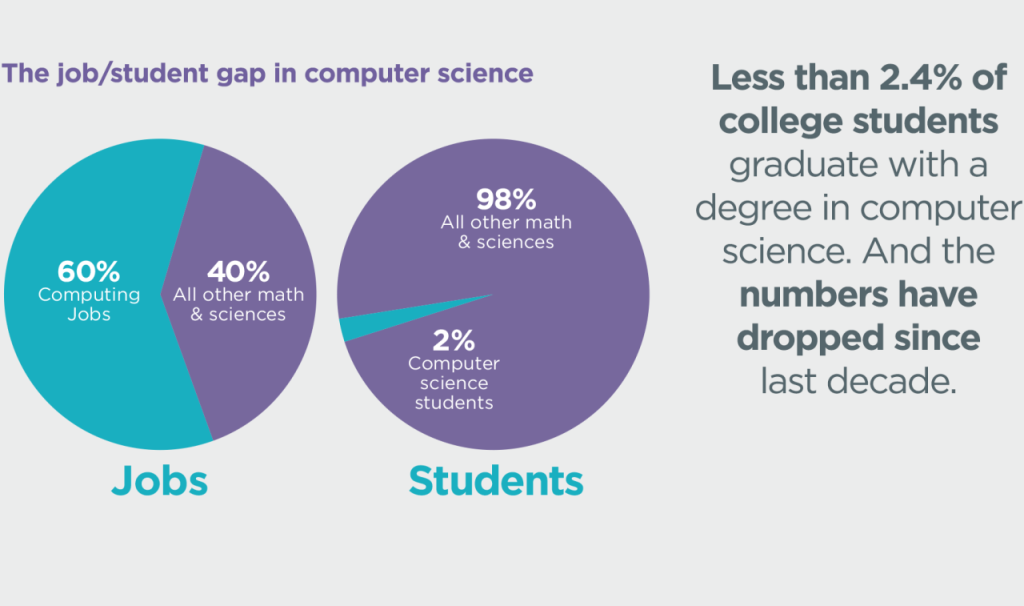 The job/student gap in computer science
60%
Computing
Jobs
40%
All other math
& sciences
Jobs
98%
All other math
& sciences
2%
Computer
science
students
Students
Less than 2.4% of
college students
graduate with a
degree in computer
science. And the
numbers have
dropped since
last decade.